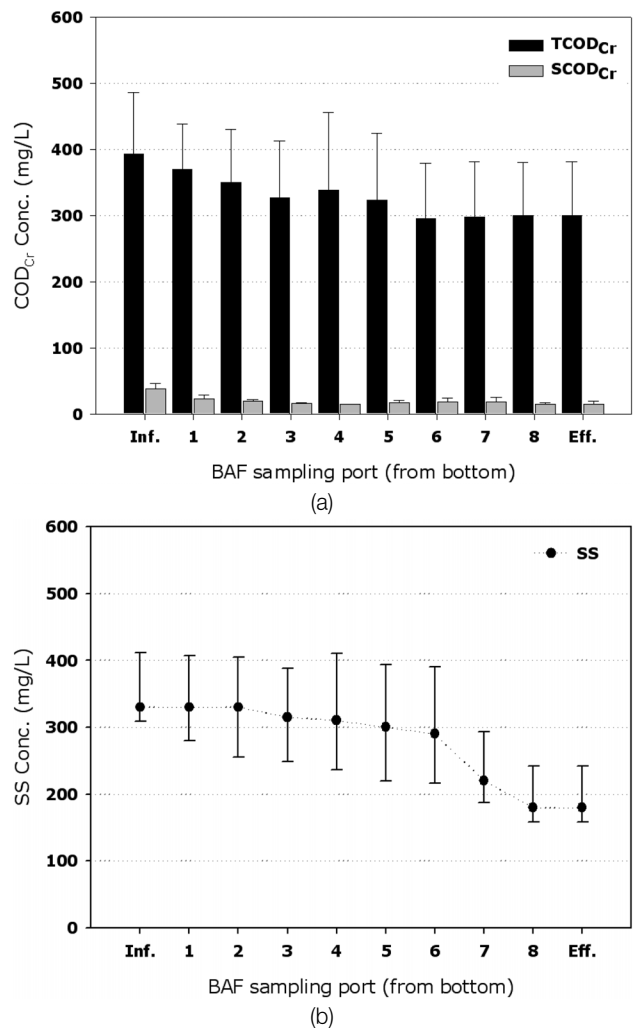 600
500
400
300
200
100
0
TCODCr
SCODCr
CODCr Conc. (mg/L)
Inf. 1 2 3 4 5 6 7 8 Eff.
BAF sampling port (from bottom)
(a)
600
500
400
300
200
100
0
SS
SS Conc. (mg/L)
Inf. 1 2 3 4 5 6 7 8 Eff.
BAF sampling port (from bottom)
(b)